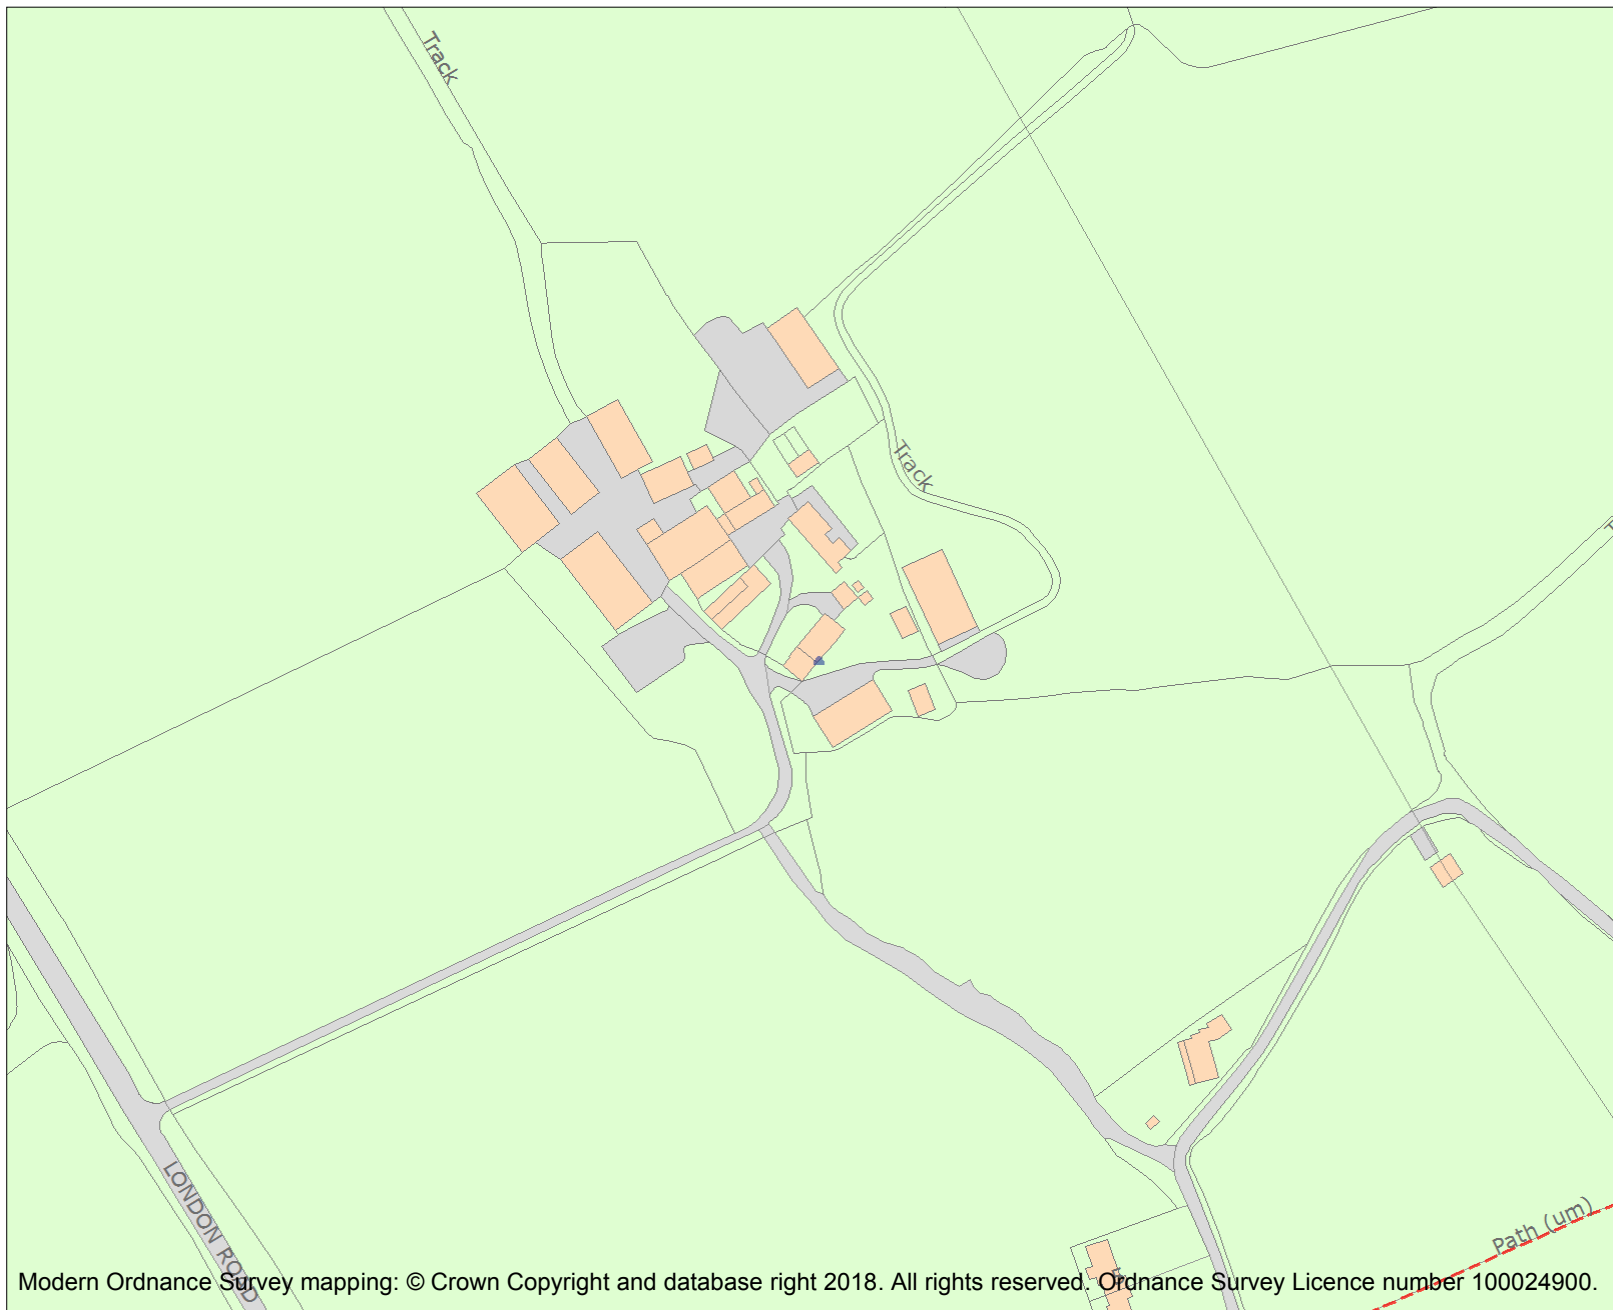 Track
Track
LONDON ROAD
Path (um)
Modern Ordnance Survey mapping: © Crown Copyright and database right 2018. All rights reserved. Ordnance Survey Licence number 100024900.